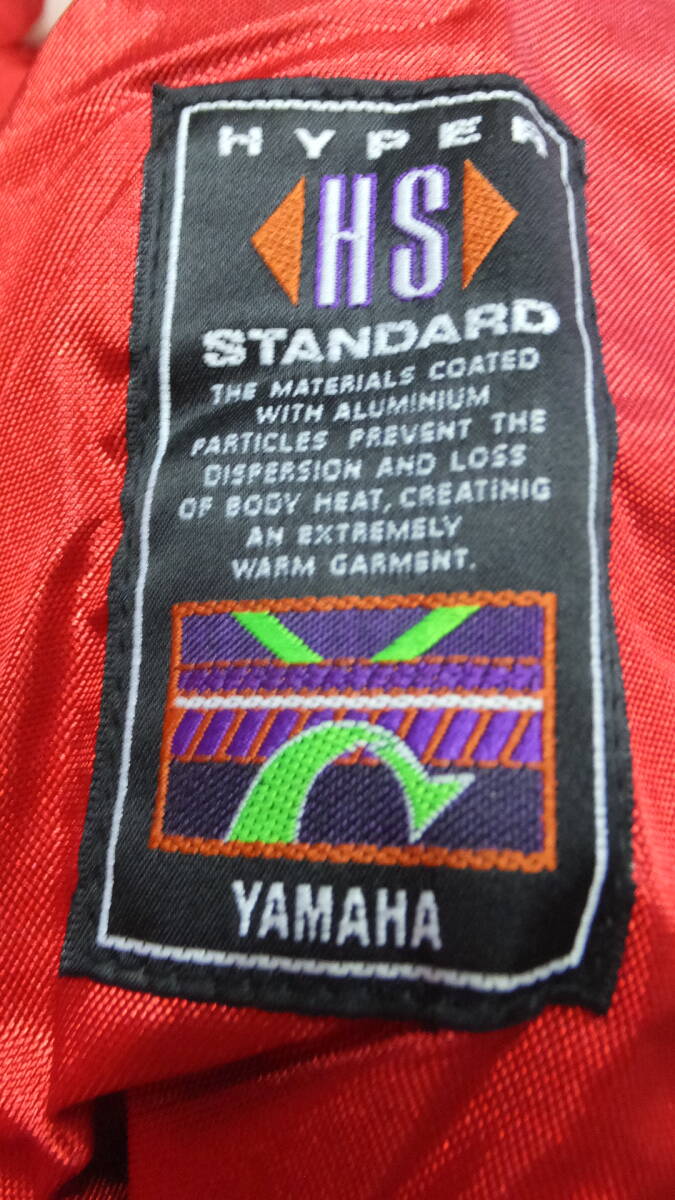 HYPER
HS
STANDARD
THE MATERIALS COATED
WITH ALUMINIUM
PARTICLES PREVENT THE
DISPERSION AND LOSS
OF BODY HEAT, CREATINIG
AN EXTREMELY
WARM GARMENT.
YAMAHA